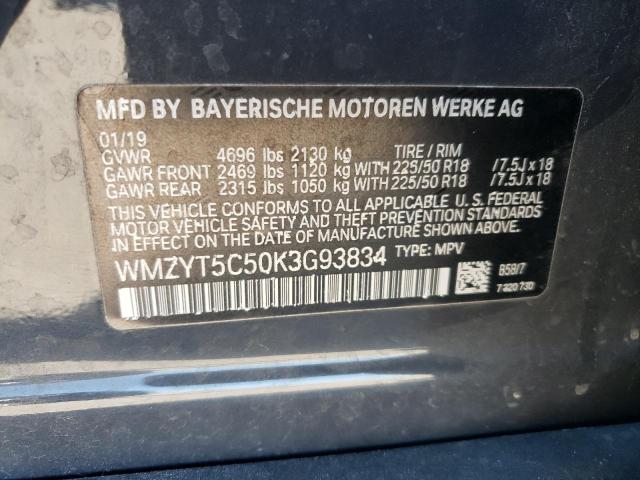 MFD BY BAYERISCHE MOTOREN WERKE AG
01/19
GVWR 4696 lbs 2130 kg TIRE / RIM
GAWR FRONT 2469 lbs 1120 kg WITH 225/50 R18 /7.5J x 18
GAWR REAR 2315 lbs 1050 kg WITH 225/50 R18 /7.5J x 18
THIS VEHICLE CONFORMS TO ALL APPLICABLE U. S. FEDERAL
MOTOR VEHICLE SAFETY AND THEFT PREVENTION STANDARDS
IN EFFECT ON THE DATE OF MANUFACTURE SHOWN ABOVE.
WMZYT5C50K3G93834 TYPE: MPV
B58/7
7 320 730